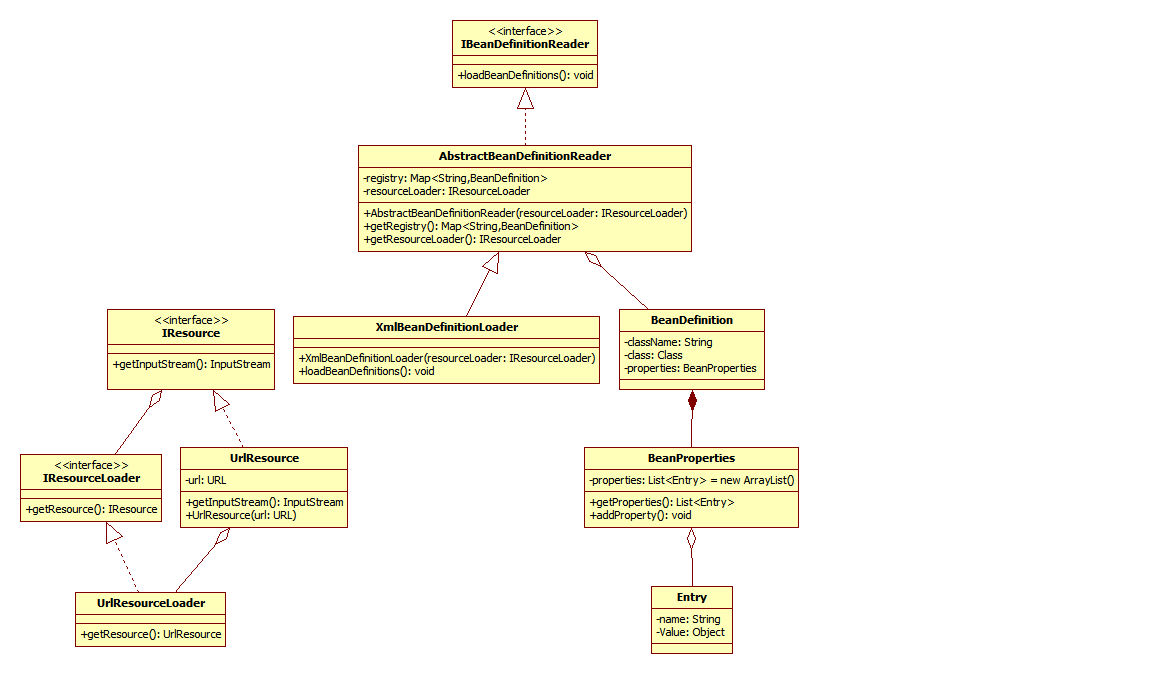 <<interface>>
IBeanDefinitionReader
+loadBeanDefinitions(): void
AbstractBeanDefinitionReader
-registry: Map<String,BeanDefinition>
-resourceLoader: IResourceLoader
+AbstractBeanDefinitionReader(resourceLoader: IResourceLoader)
+getRegistry(): Map<String,BeanDefinition>
+getResourceLoader(): IResourceLoader
<<interface>>
IResource
+getInputStream(): InputStream
XmlBeanDefinitionLoader
+XmlBeanDefinitionLoader(resourceLoader: IResourceLoader)
+loadBeanDefinitions(): void
BeanDefinition
-className: String
-class: Class
-properties: BeanProperties
<<interface>>
IResourceLoader
+getResource(): IResource
UrlResource
-url: URL
+getInputStream(): InputStream
+UrlResource(url: URL)
BeanProperties
-properties: List<Entry> = new ArrayList()
+getProperties(): List<Entry>
+addProperty(): void
UrlResourceLoader
+getResource(): UrlResource
Entry
-name: String
-Value: Object